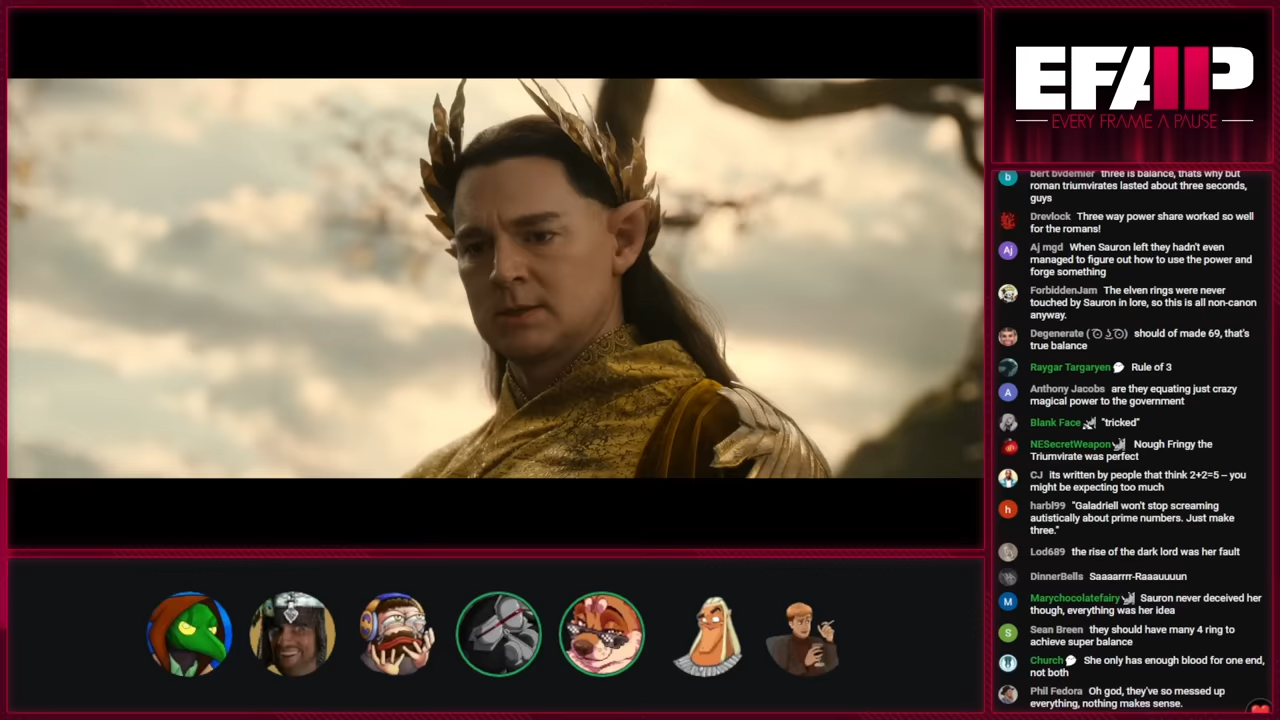 EFAP
EVERY FRAME A PAUSE
b
bert bvdemier three is balance, thats why but
roman triumvirates lasted about three seconds,
guys
Drevlock Three way power share worked so well
for the romans!
Aj
Aj mgd When Sauron left they hadn't even
managed to figure out how to use the power and
forge something
ForbiddenJam The elven rings were never
touched by Sauron in lore, so this is all non-canon
anyway.
Degenerate ( ͡ʘ ͜ʖ ͡ʘ) should of made 69, that's
true balance
Raygar Targaryen Rule of 3
A
Anthony Jacobs are they equating just crazy
magical power to the government
Blank Face "tricked"
NESecretWeapon Nough Fringy the
Triumvirate was perfect
CJ its written by people that think 2+2=5 – you
might be expecting too much
h
harbl99 "Galadriell won't stop screaming
autistically about prime numbers. Just make
three."
Lod689 the rise of the dark lord was her fault
DinnerBells Saaaarrrr-Raaauuuun
M
Marychocolatefairy Sauron never deceived her
though, everything was her idea
S
Sean Breen they should have many 4 ring to
achieve super balance
Church She only has enough blood for one end,
not both
Phil Fedora Oh god, they've so messed up
everything, nothing makes sense.